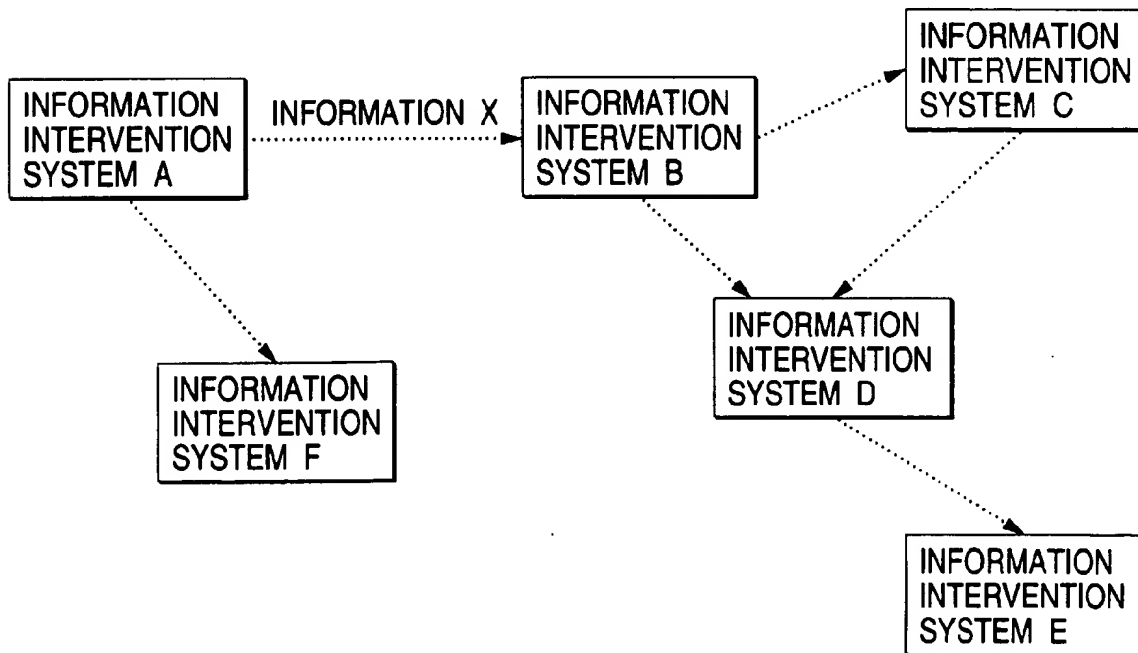 INFORMATION
INTERVENTION
SYSTEM A
INFORMATION X
INFORMATION
INTERVENTION
SYSTEM B
INFORMATION
INTERVENTION
SYSTEM C
INFORMATION
INTERVENTION
SYSTEM D
INFORMATION
INTERVENTION
SYSTEM F
INFORMATION
INTERVENTION
SYSTEM E